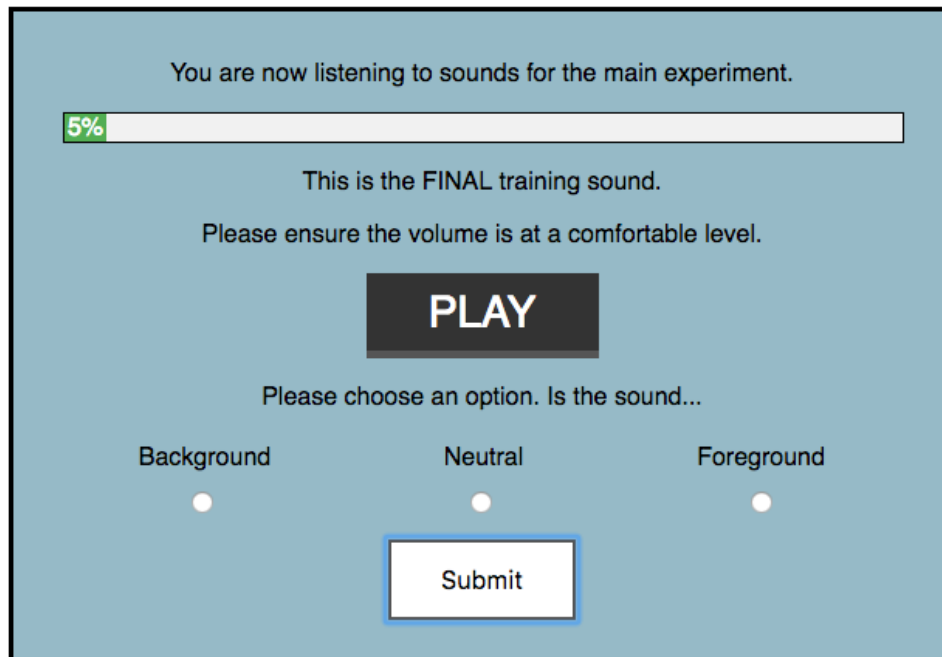 You are now listening to sounds for the main experiment.
5%
This is the FINAL training sound.
Please ensure the volume is at a comfortable level.
PLAY
Please choose an option. Is the sound...
Background Neutral Foreground
Submit